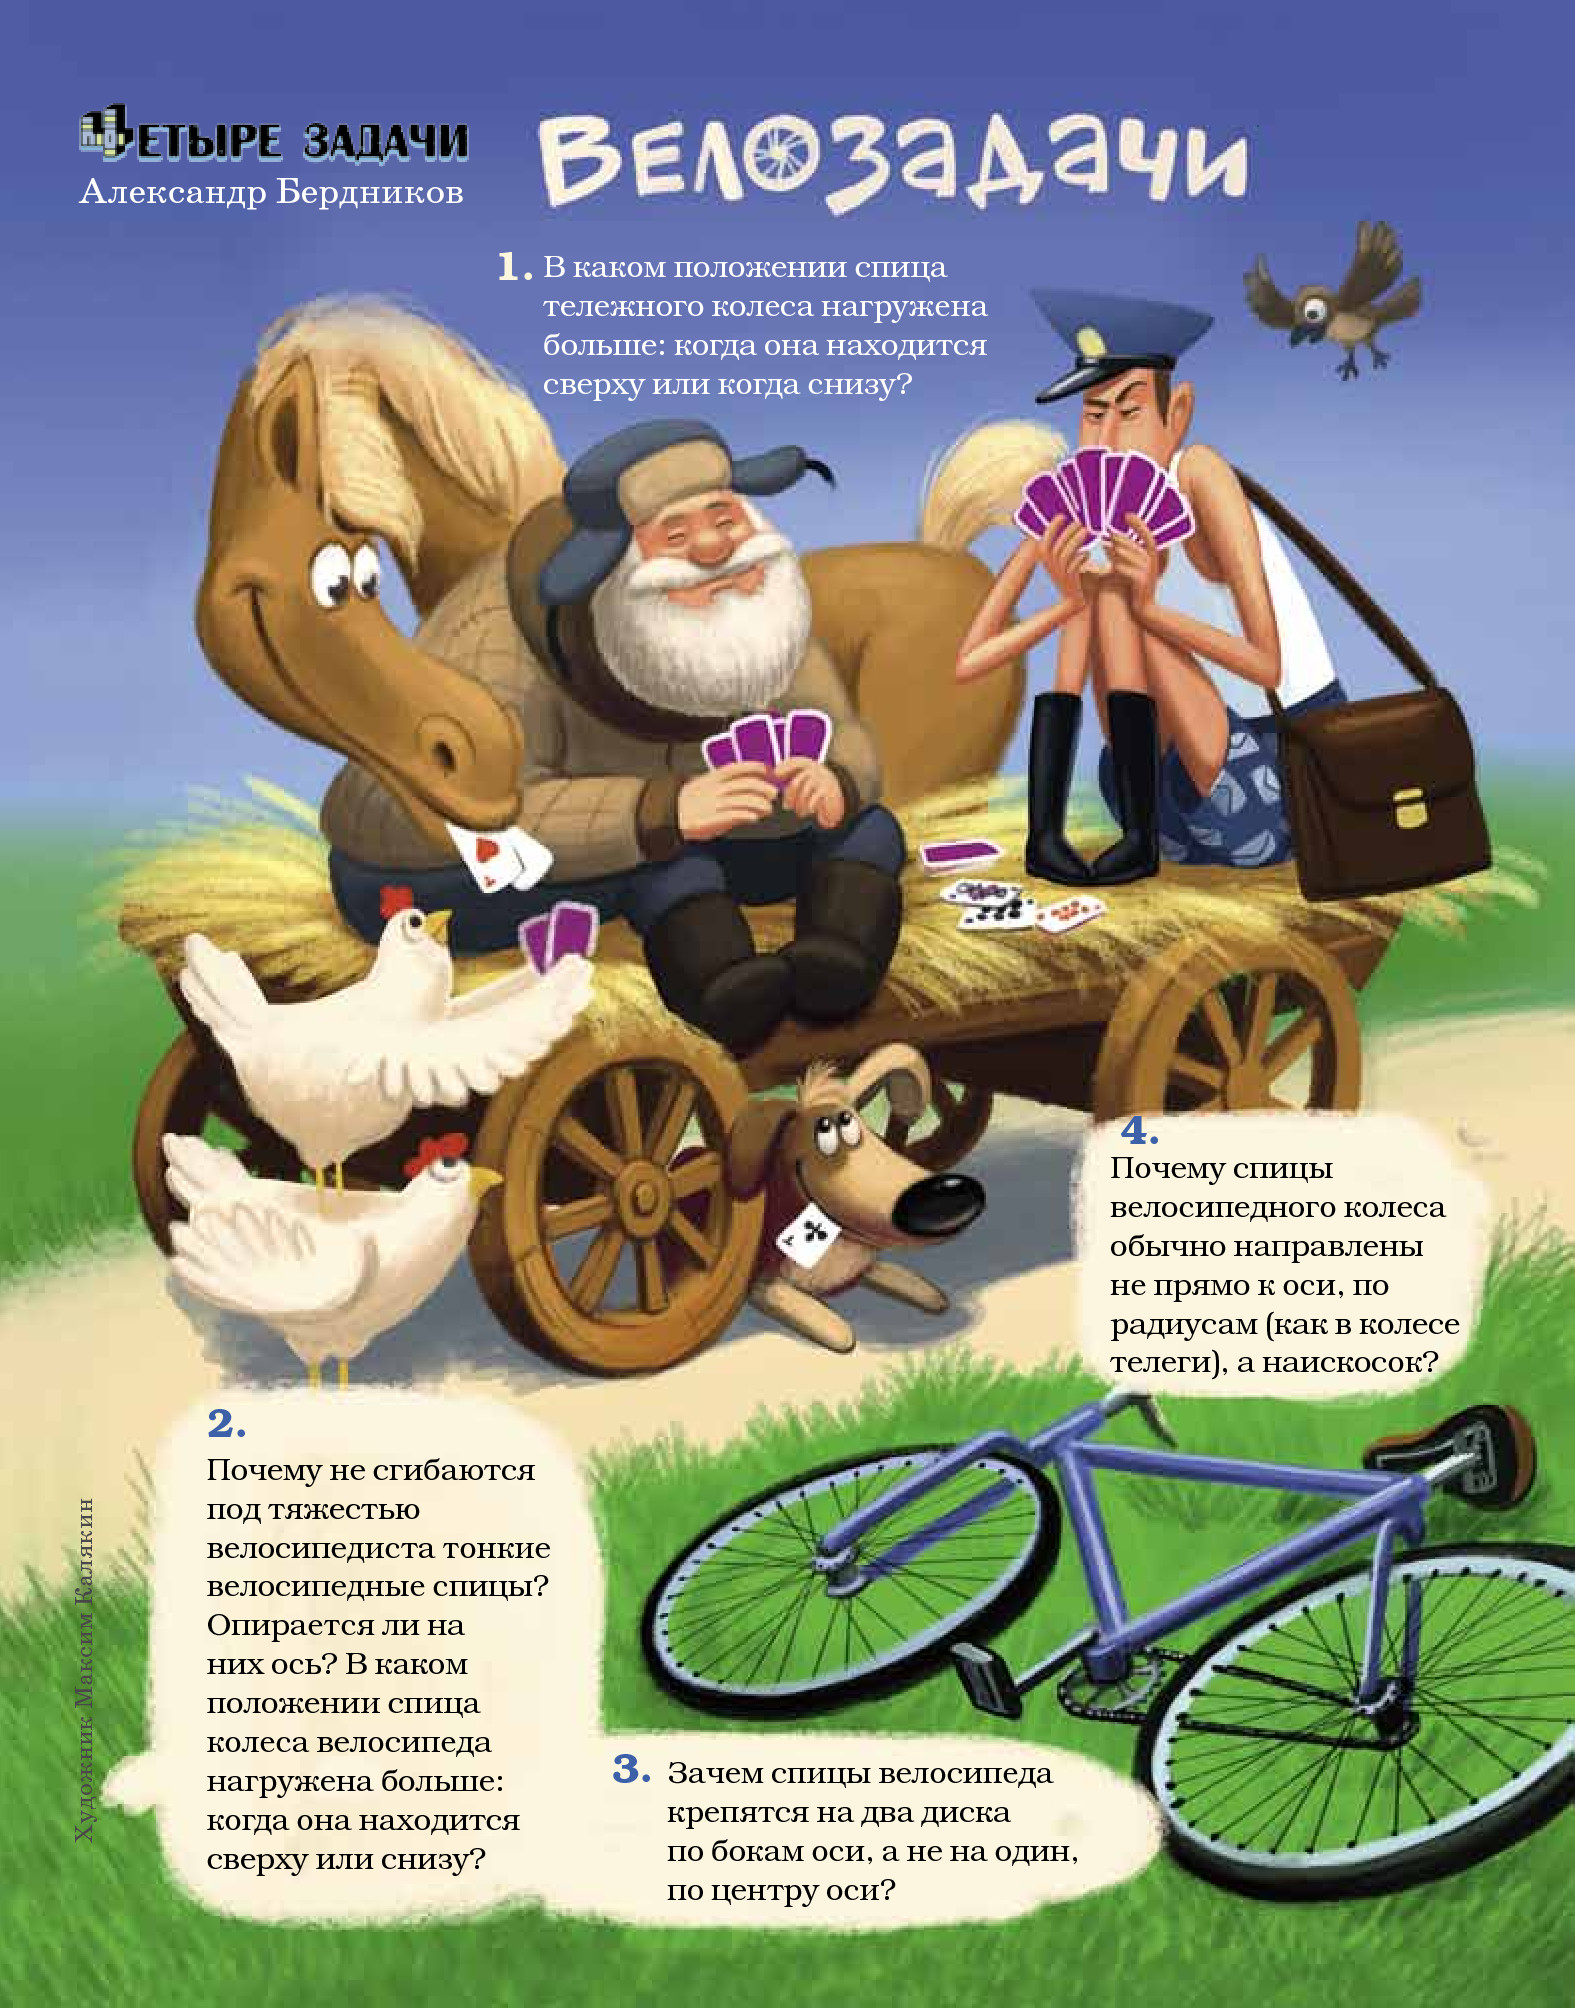 Четыре задачи
Александр Бердников
Велозадачи
1. В каком положении спица
тележного колеса нагружена
больше: когда она находится
сверху или когда снизу?
4.
Почему спицы
велосипедного колеса
обычно направлены
не прямо к оси, по
радиусам (как в колесе
телеги), а наискосок?
2.
Почему не сгибаются
под тяжестью
велосипедиста тонкие
велосипедные спицы?
Опирается ли на
них ось? В каком
положении спица
колеса велосипеда
нагружена больше:
когда она находится
сверху или снизу?
3. Зачем спицы велосипеда
крепятся на два диска
по бокам оси, а не на один,
по центру оси?
Художник Максим Калякин